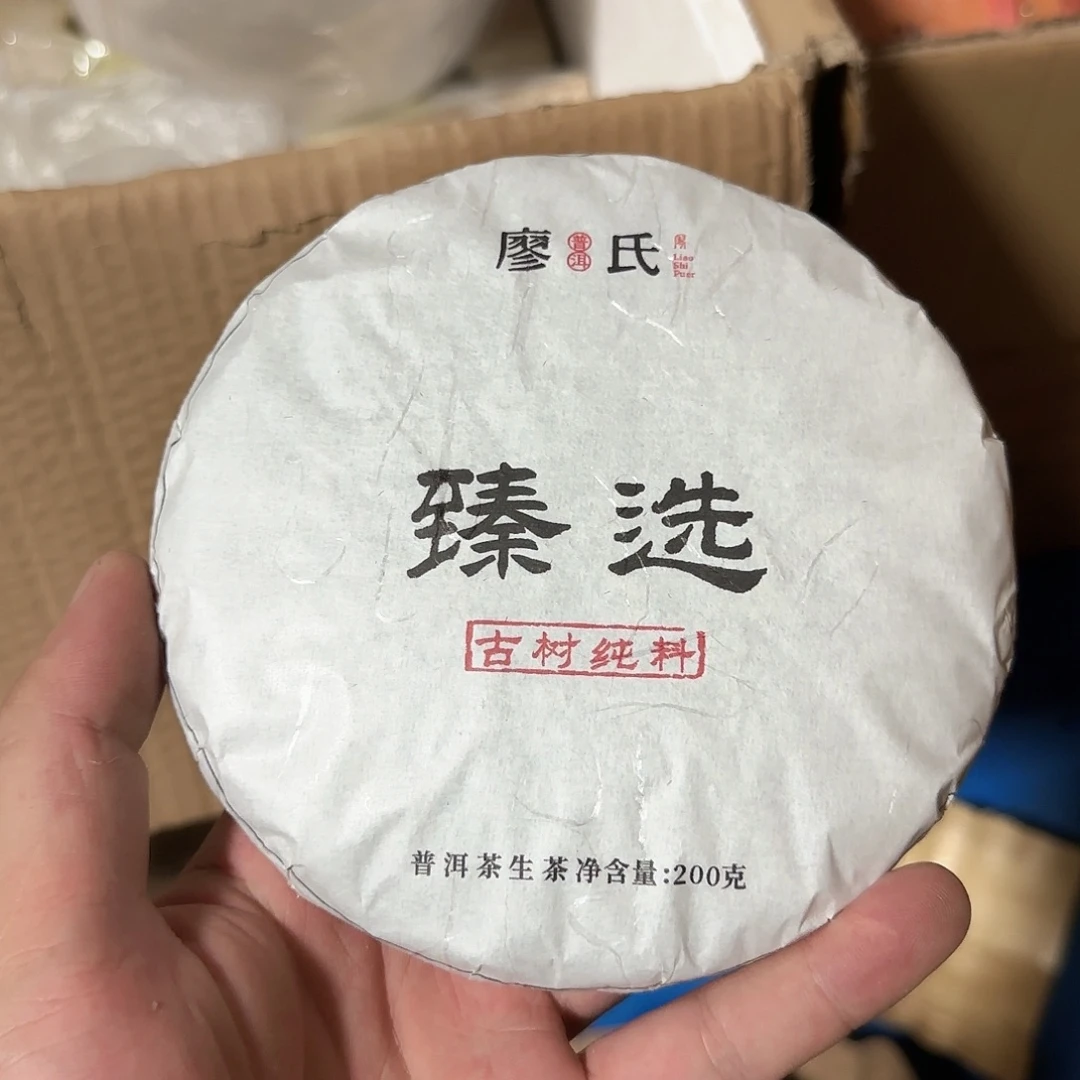 廖普洱氏
Liao
Shi
Puer
臻选
古树纯料
普洱茶生茶净含量:200克